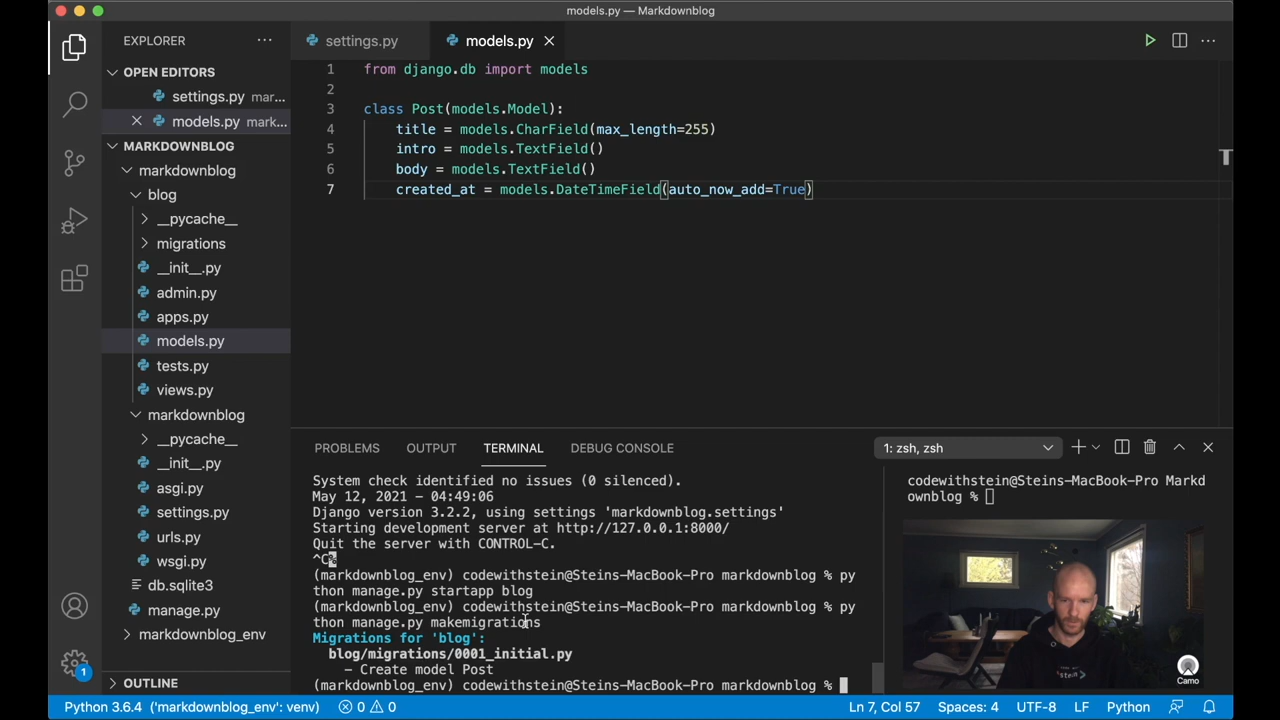 models.py — Markdownblog
EXPLORER
settings.py
models.py
OPEN EDITORS
settings.py mar...
models.py mark...
MARKDOWNBLOG
markdownblog
blog
__pycache__
migrations
__init__.py
admin.py
apps.py
models.py
tests.py
views.py
markdownblog
__pycache__
__init__.py
asgi.py
settings.py
urls.py
wsgi.py
db.sqlite3
manage.py
markdownblog_env
OUTLINE
1 from django.db import models
2
3 class Post(models.Model):
4 title = models.CharField(max_length=255)
5 intro = models.TextField()
6 body = models.TextField()
7 created_at = models.DateTimeField(auto_now_add=True)
PROBLEMS OUTPUT TERMINAL DEBUG CONSOLE
1: zsh, zsh
System check identified no issues (0 silenced).
May 12, 2021 - 04:49:06
Django version 3.2.2, using settings 'markdownblog.settings'
Starting development server at http://127.0.0.1:8000/
Quit the server with CONTROL-C.
^C%
(markdownblog_env) codewithstein@Steins-MacBook-Pro markdownblog % py
thon manage.py startapp blog
(markdownblog_env) codewithstein@Steins-MacBook-Pro markdownblog % py
thon manage.py makemigrations
Migrations for 'blog':
blog/migrations/0001_initial.py
- Create model Post
(markdownblog_env) codewithstein@Steins-MacBook-Pro markdownblog %
codewithstein@Steins-MacBook-Pro Markd
ownblog %
Camo
1
Python 3.6.4 ('markdownblog_env': venv) 0 0
Ln 7, Col 57 Spaces: 4 UTF-8 LF Python